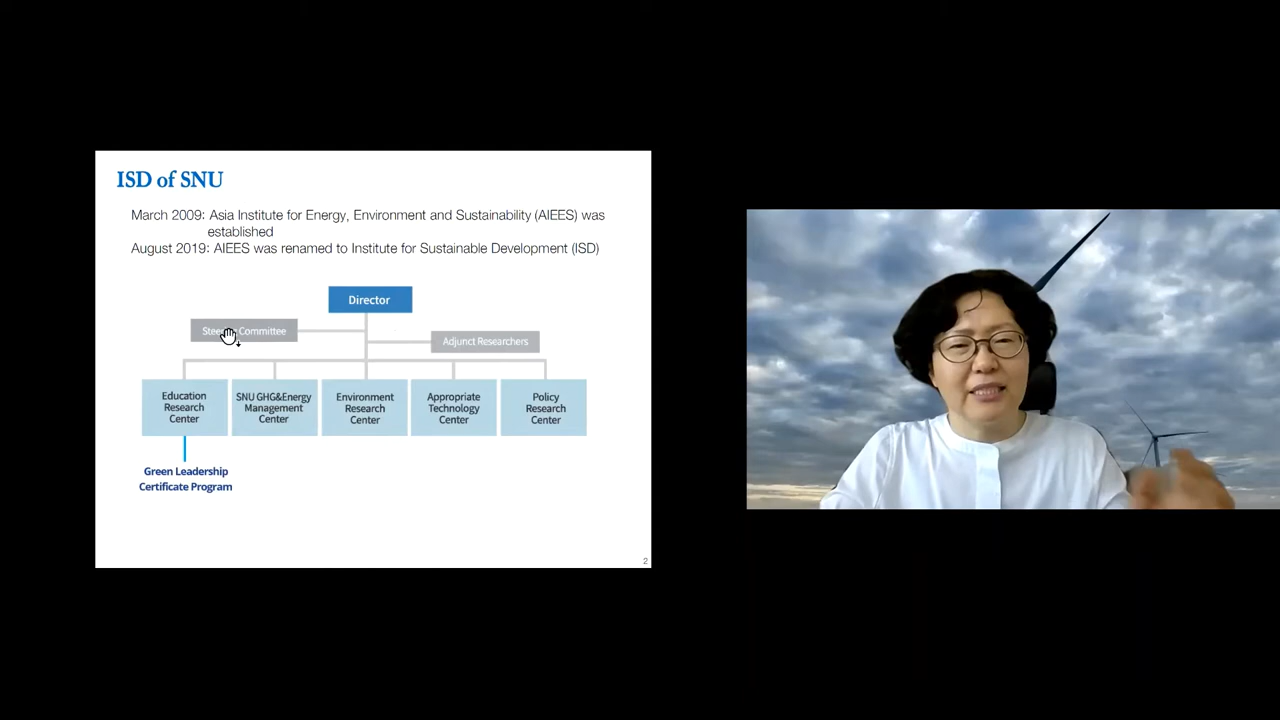 ISD of SNU
March 2009: Asia Institute for Energy, Environment and Sustainability (AIEES) was
established
August 2019: AIEES was renamed to Institute for Sustainable Development (ISD)
Director
Committee
Adjunct Researchers
Education
Research
Center
SNU GHG&Energy
Management
Center
Environment
Research
Center
Appropriate
Technology
Center
Policy
Research
Center
Green Leadership
Certificate Program
2